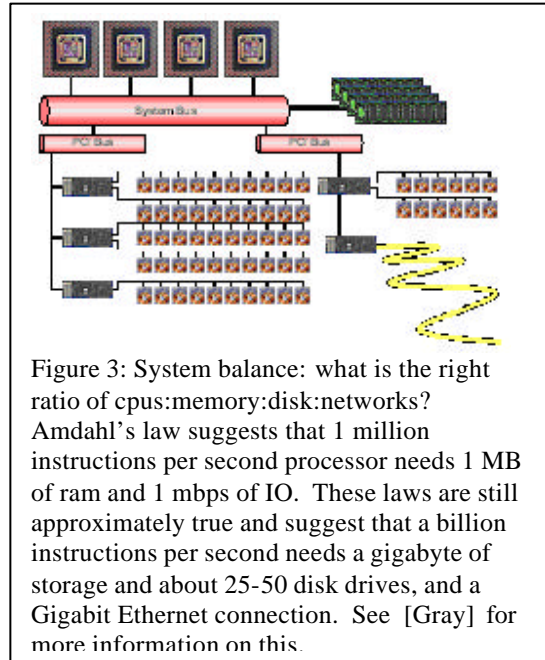 System Bus
PCI Bus
PCI Bus
Figure 3: System balance: what is the right
ratio of cpus:memory:disk:networks?
Amdahl's law suggests that 1 million
instructions per second processor needs 1 MB
of ram and 1 mbps of IO. These laws are still
approximately true and suggest that a billion
instructions per second needs a gigabyte of
storage and about 25-50 disk drives, and a
Gigabit Ethernet connection. See [Gray] for
more information on this.